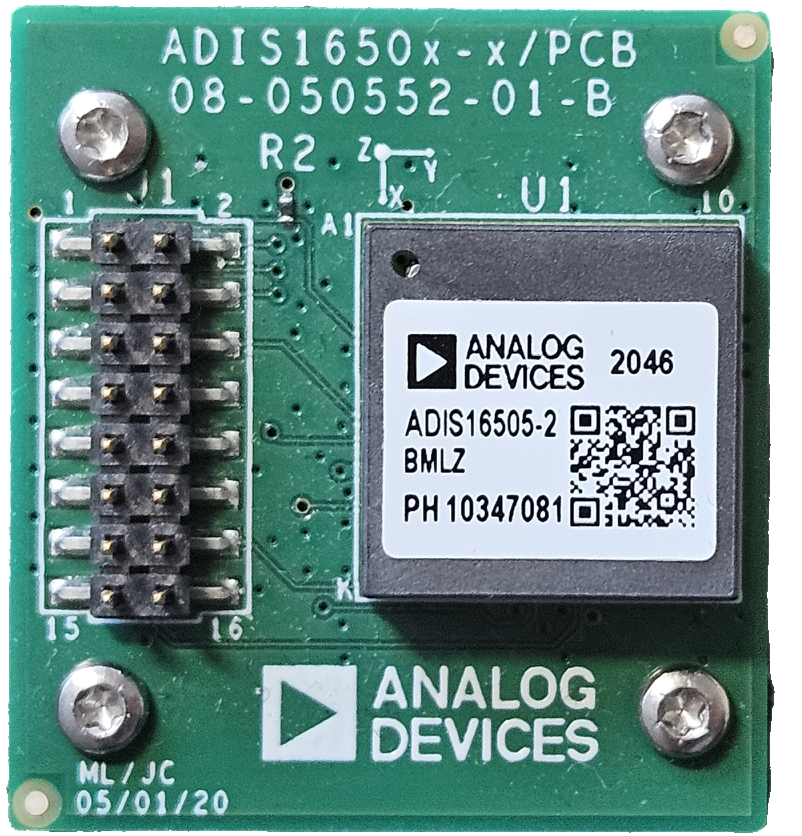 ADIS1650x-x/PCB
08-050552-01-B
R2
Z
Y
X
J1
U1
1
2
A1
10
ANALOG DEVICES
2046
ADIS16505-2
BMLZ
PH 10347081
K
15
16
ANALOG
DEVICES
ML/JC
05/01/20